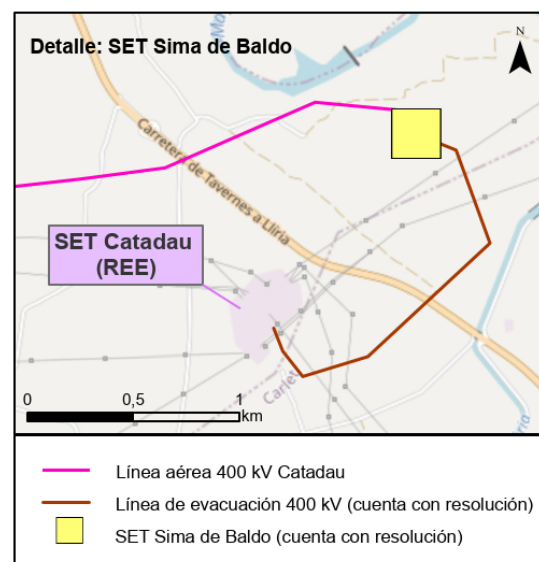 Detalle: SET Sima de Baldo
N
Carretera de Tavernes a Llíria
SET Catadau
(REE)
Carlet
0 0,5 1
km
Línea aérea 400 kV Catadau
Línea de evacuación 400 kV (cuenta con resolución)
SET Sima de Baldo (cuenta con resolución)